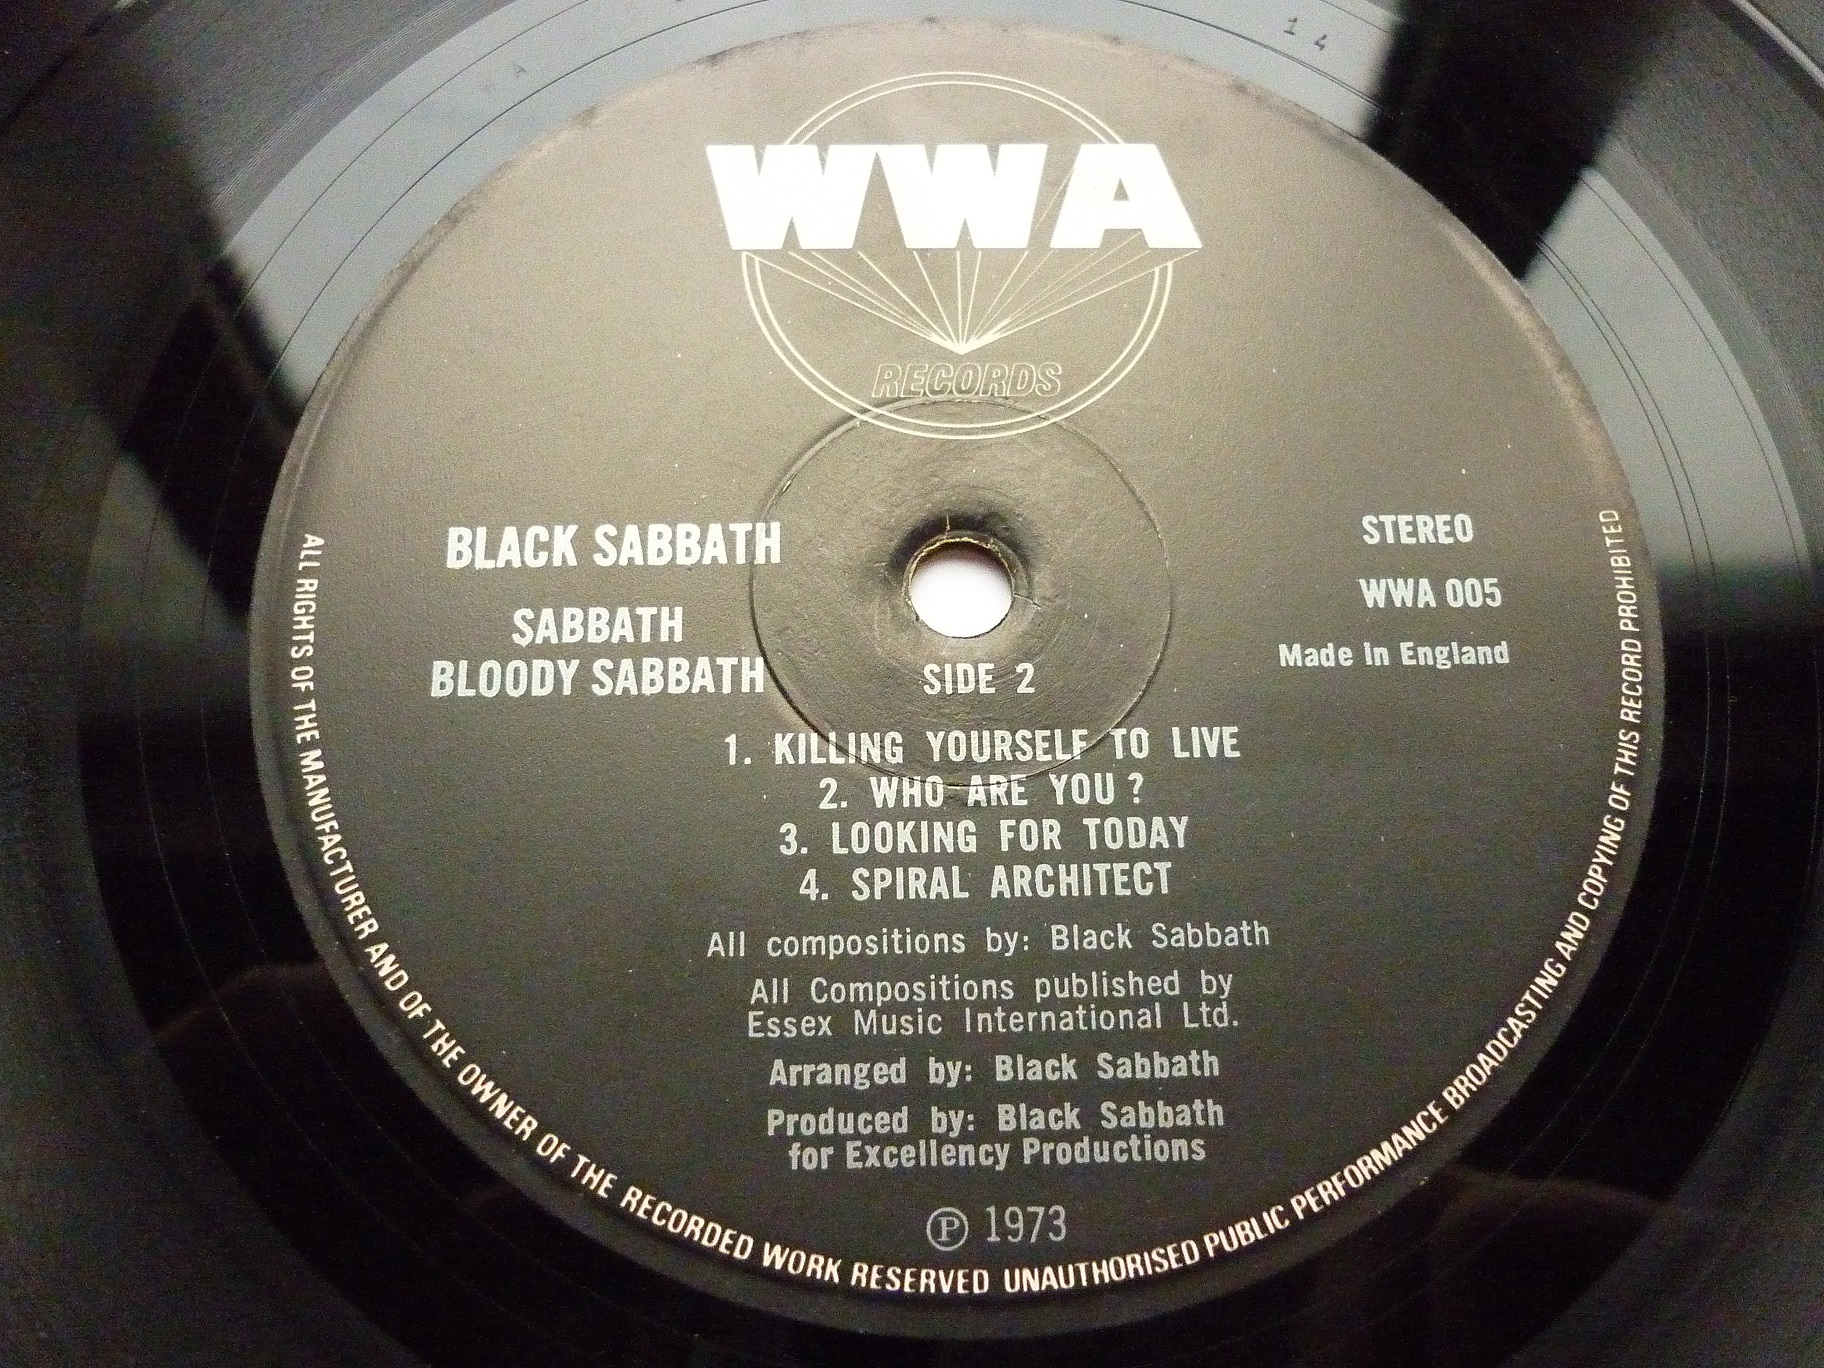 14
WWA
RECORDS
BLACK SABBATH
SABBATH
BLOODY SABBATH
STEREO
WWA 005
Made in England
SIDE 2
1. KILLING YOURSELF TO LIVE
2. WHO ARE YOU ?
3. LOOKING FOR TODAY
4. SPIRAL ARCHITECT
All compositions by: Black Sabbath
All Compositions published by
Essex Music International Ltd.
Arranged by: Black Sabbath
Produced by: Black Sabbath
for Excellency Productions
Ⓟ 1973
ALL RIGHTS OF THE MANUFACTURER AND OF THE OWNER OF THE RECORDED WORK RESERVED UNAUTHORISED PUBLIC PERFORMANCE BROADCASTING AND COPYING OF THIS RECORD PROHIBITED